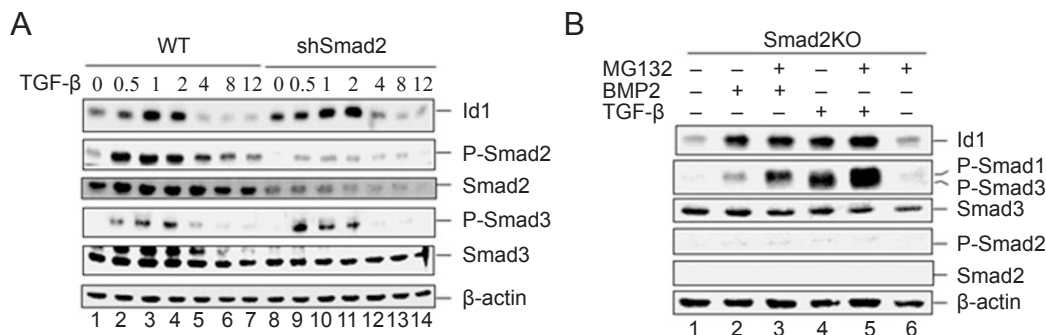 A
WT shSmad2
TGF-β 0 0.5 1 2 4 8 12 0 0.5 1 2 4 8 12
Id1
P-Smad2
Smad2
P-Smad3
Smad3
β-actin
1 2 3 4 5 6 7 8 9 10 11 12 13 14
B
Smad2KO
MG132 – – + – + +
BMP2 – + + – – –
TGF-β – – – + + –
Id1
P-Smad1
P-Smad3
Smad3
P-Smad2
Smad2
β-actin
1 2 3 4 5 6